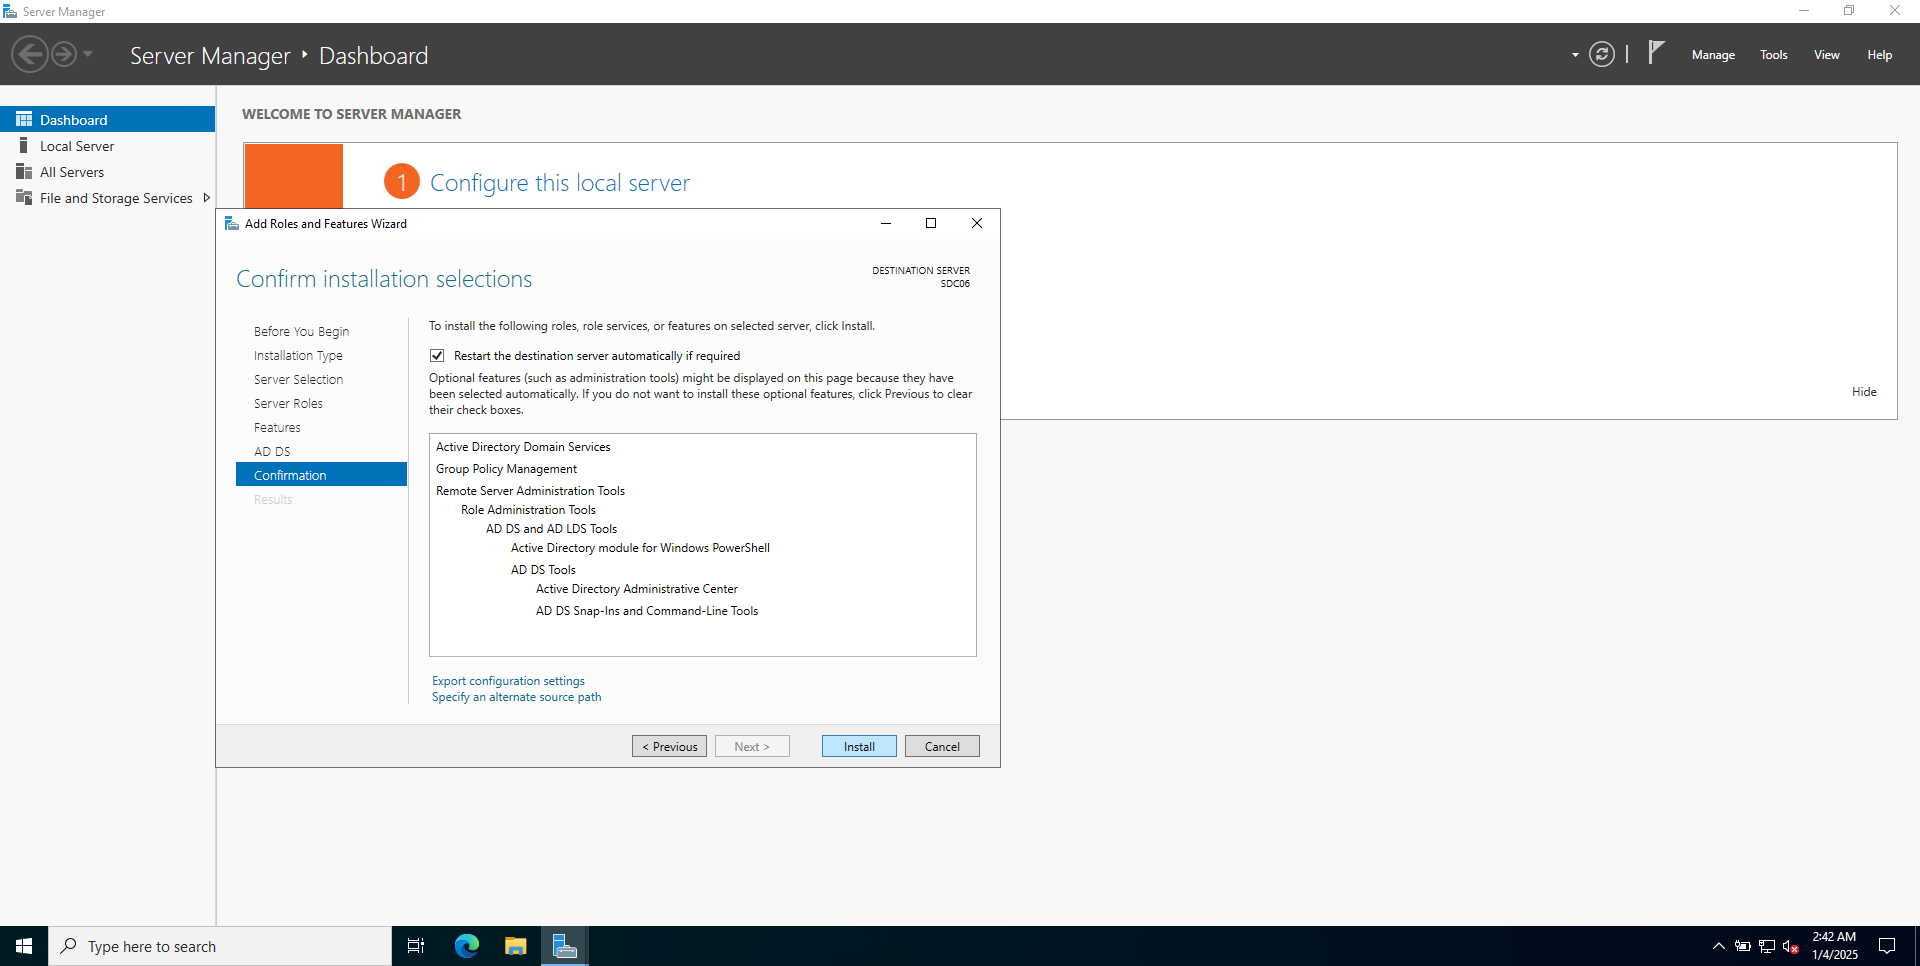 Server Manager
Server Manager ‣ Dashboard
Manage
Tools
View
Help
Dashboard
Local Server
All Servers
File and Storage Services
WELCOME TO SERVER MANAGER
1 Configure this local server
Hide
Add Roles and Features Wizard
Confirm installation selections
DESTINATION SERVER
SDC06
Before You Begin
Installation Type
Server Selection
Server Roles
Features
AD DS
Confirmation
Results
To install the following roles, role services, or features on selected server, click Install.
Restart the destination server automatically if required
Optional features (such as administration tools) might be displayed on this page because they have
been selected automatically. If you do not want to install these optional features, click Previous to clear
their check boxes.
Active Directory Domain Services
Group Policy Management
Remote Server Administration Tools
Role Administration Tools
AD DS and AD LDS Tools
Active Directory module for Windows PowerShell
AD DS Tools
Active Directory Administrative Center
AD DS Snap-Ins and Command-Line Tools
Export configuration settings
Specify an alternate source path
< Previous
Next >
Install
Cancel
Type here to search
2:42 AM
1/4/2025